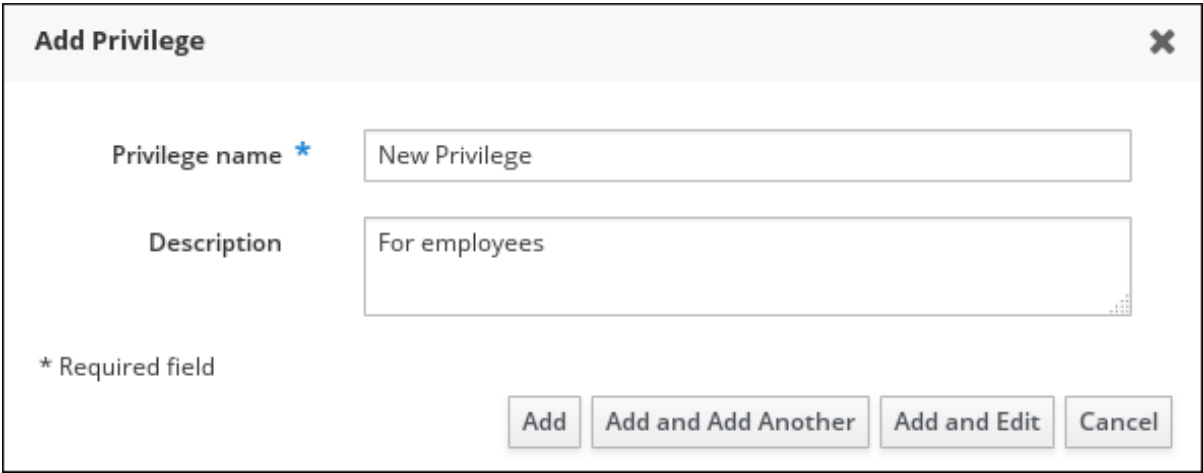 Add Privilege
Privilege name * New Privilege
Description For employees
* Required field
Add Add and Add Another Add and Edit Cancel